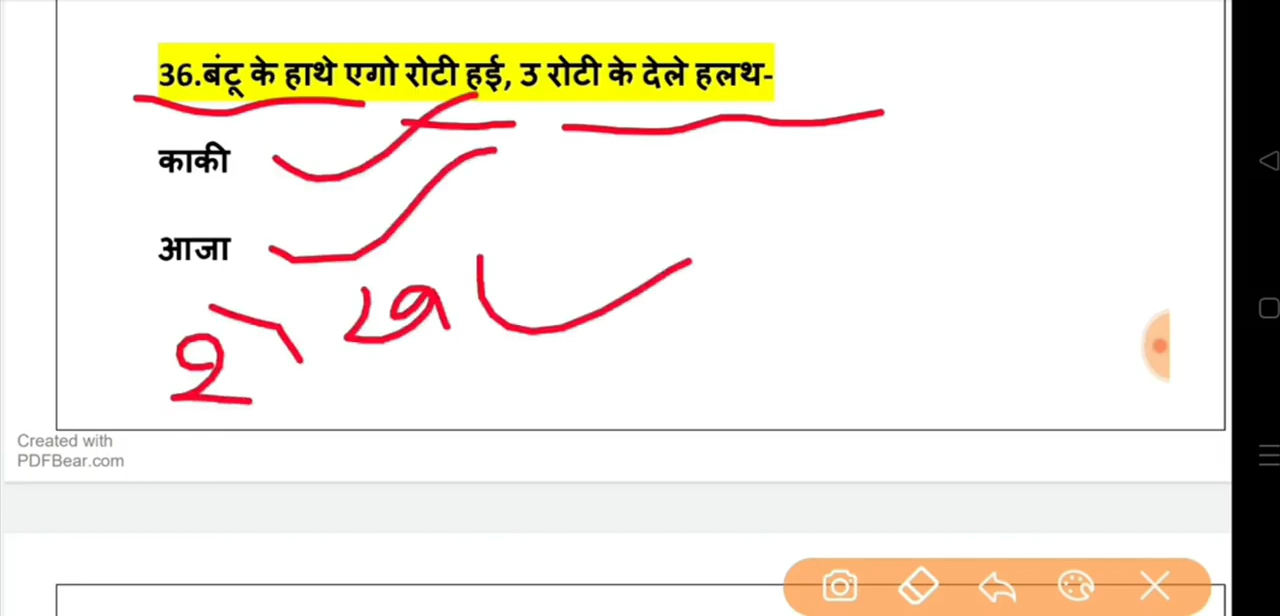 36.बंटू के हाथे एगो रोटी हई, उ रोटी के देले हलथ-
काकी
आजा
Created with
PDFBear.com